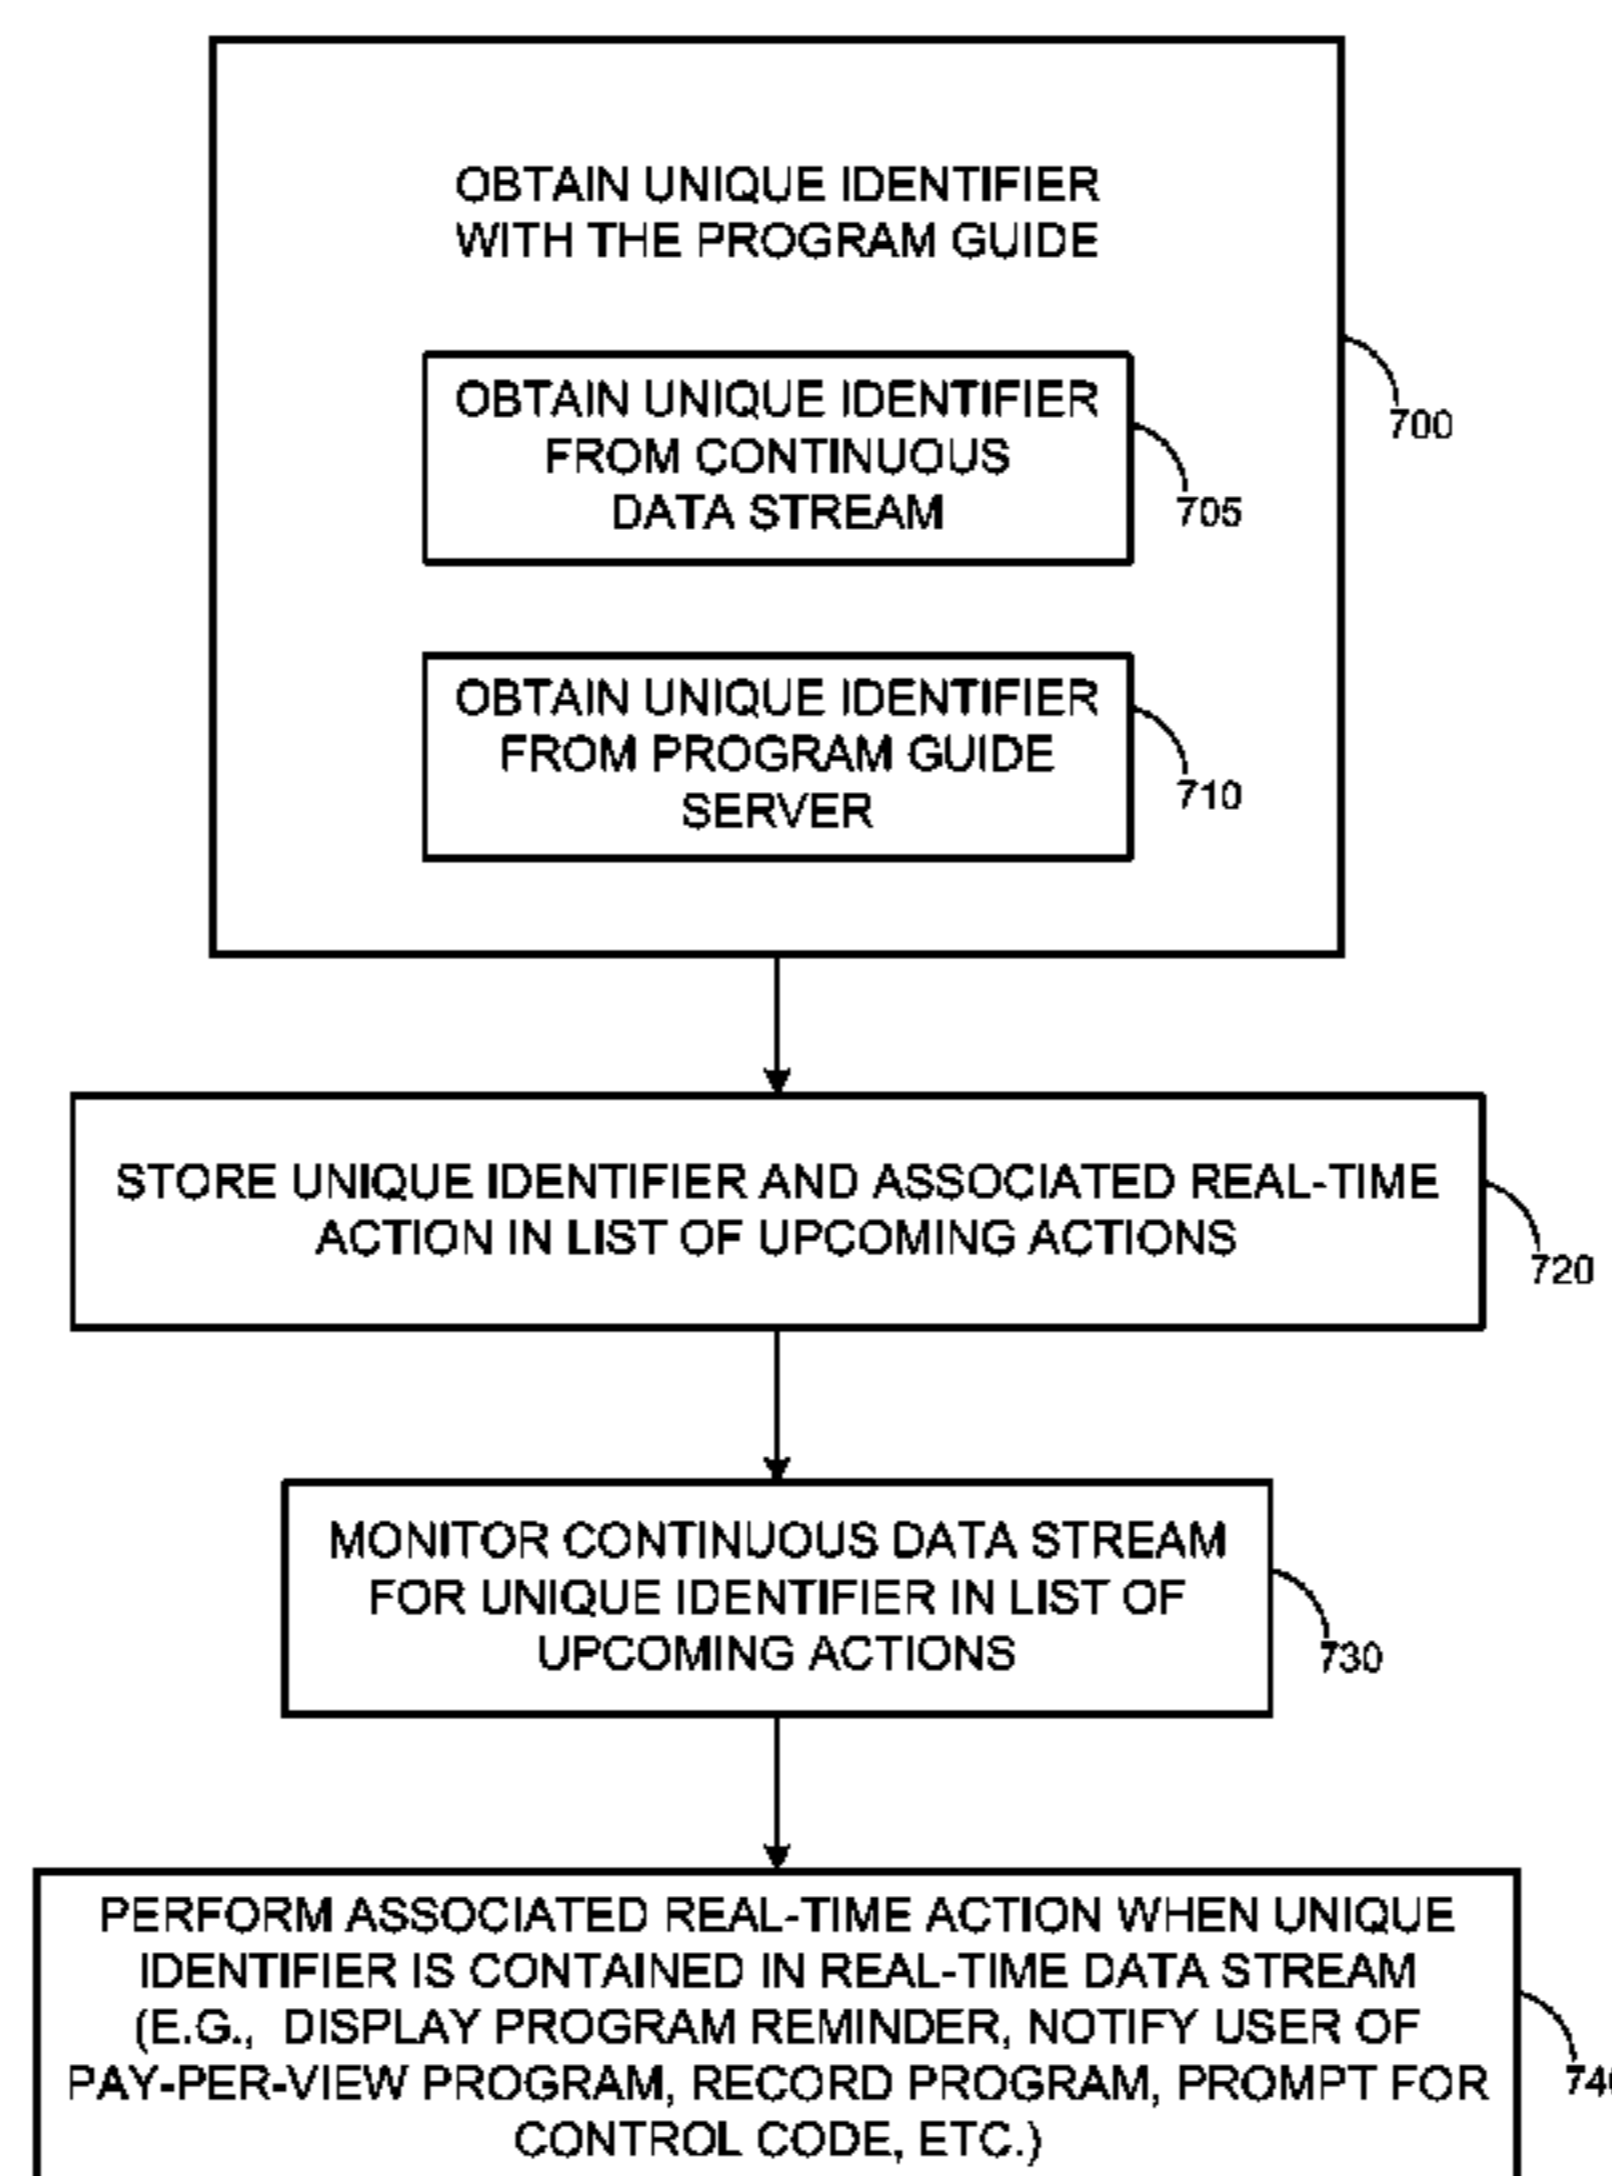 OBTAIN UNIQUE IDENTIFIER
WITH THE PROGRAM GUIDE
700
OBTAIN UNIQUE IDENTIFIER
FROM CONTINUOUS
DATA STREAM
705
OBTAIN UNIQUE IDENTIFIER
FROM PROGRAM GUIDE
SERVER
710
STORE UNIQUE IDENTIFIER AND ASSOCIATED REAL-TIME
ACTION IN LIST OF UPCOMING ACTIONS
720
MONITOR CONTINUOUS DATA STREAM
FOR UNIQUE IDENTIFIER IN LIST OF
UPCOMING ACTIONS
730
PERFORM ASSOCIATED REAL-TIME ACTION WHEN UNIQUE
IDENTIFIER IS CONTAINED IN REAL-TIME DATA STREAM
(E.G., DISPLAY PROGRAM REMINDER, NOTIFY USER OF
PAY-PER-VIEW PROGRAM, RECORD PROGRAM, PROMPT FOR
CONTROL CODE, ETC.)
740